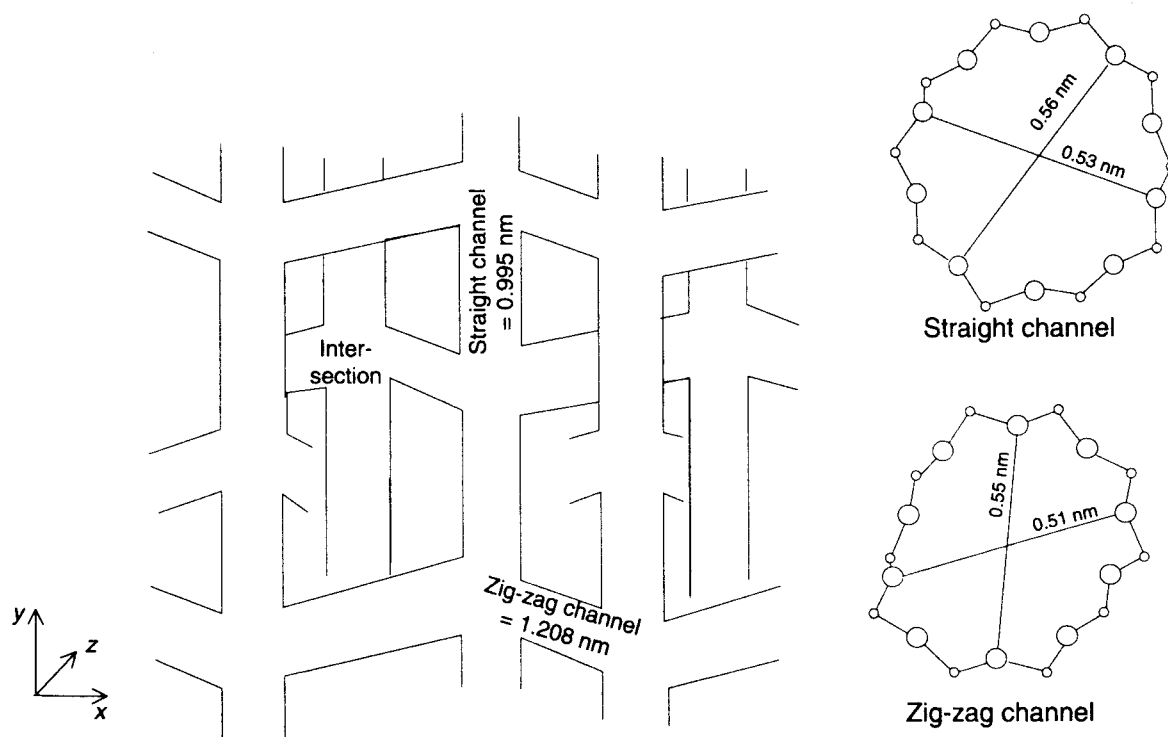 0.56 nm
0.53 nm
Straight channel
Straight channel
= 0.995 nm
Inter-
section
0.55 nm
0.51 nm
Zig-zag channel
= 1.208 nm
y
z
x
Zig-zag channel